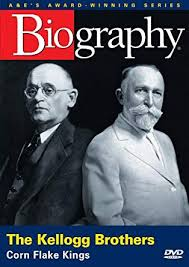 A&E'S AWARD-WINNING SERIES
Biography
The Kellogg Brothers
Corn Flake Kings
DVD